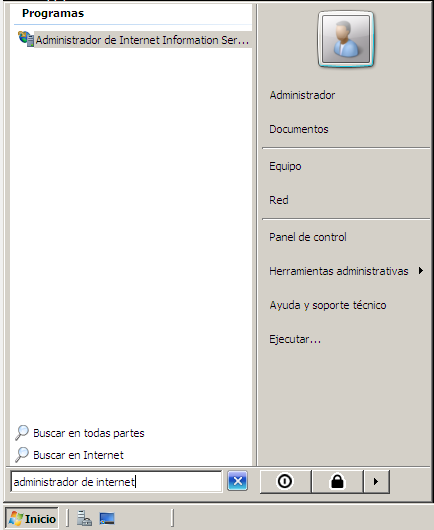 Programas
Administrador de Internet Information Ser...
Administrador
Documentos
Equipo
Red
Panel de control
Herramientas administrativas
Ayuda y soporte técnico
Ejecutar...
Buscar en todas partes
Buscar en Internet
administrador de internet
Inicio